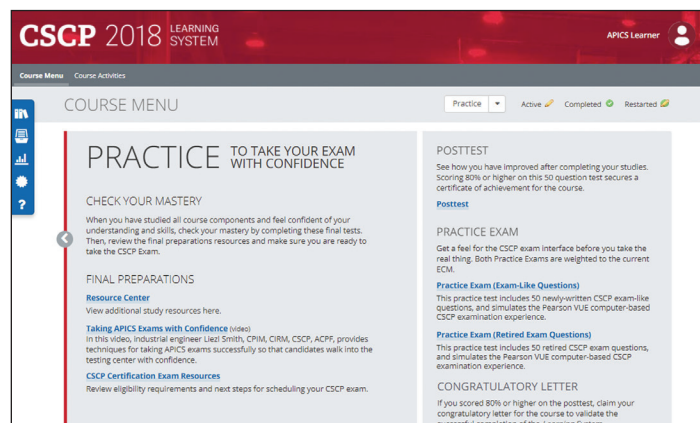 CSCP 2018 LEARNING SYSTEM
APICS Learner
Course Menu Course Activities
COURSE MENU
Practice
Active
Completed
Restarted
?
PRACTICE TO TAKE YOUR EXAM
WITH CONFIDENCE
CHECK YOUR MASTERY
When you have studied all course components and feel confident of your
understanding and skills, check your mastery by completing these final tests.
Then, review the final preparations resources and make sure you are ready to
take the CSCP Exam.
FINAL PREPARATIONS
Resource Center
View additional study resources here.
Taking APICS Exams with Confidence (video)
In this video, industrial engineer Liezl Smith, CPIM, CIRM, CSCP, ACPF, provides
techniques for taking APICS exams successfully so that candidates walk into the
testing center with confidence.
CSCP Certification Exam Resources
Review eligibility requirements and next steps for scheduling your CSCP exam.
POSTTEST
See how you have improved after completing your studies.
Scoring 80% or higher on this 50 question test secures a
certificate of achievement for the course.
Posttest
PRACTICE EXAM
Get a feel for the CSCP exam interface before you take the
real thing. Both Practice Exams are weighted to the current
ECM.
Practice Exam (Exam-Like Questions)
This practice test includes 50 newly-written CSCP exam-like
questions, and simulates the Pearson VUE computer-based
CSCP examination experience.
Practice Exam (Retired Exam Questions)
This practice test includes 50 retired CSCP exam questions,
and simulates the Pearson VUE computer-based CSCP
examination experience.
CONGRATULATORY LETTER
If you scored 80% or higher on the posttest, claim your
congratulatory letter for the course to validate the
successful completion of the Learning System.